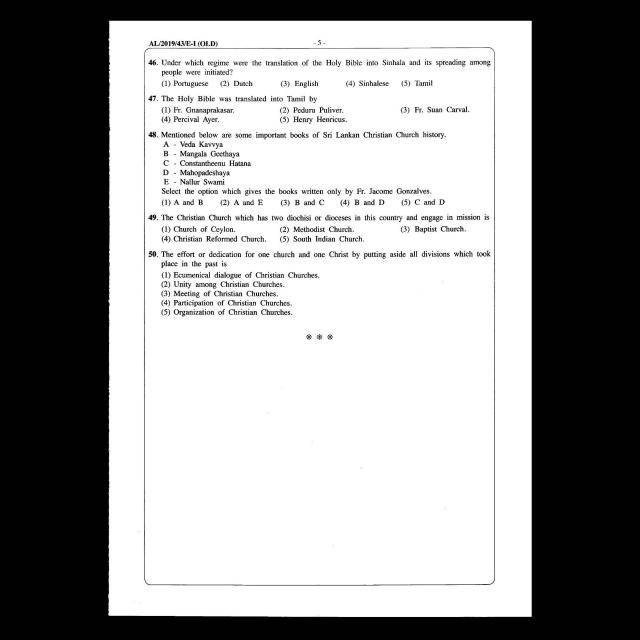 AL/2019/43/E-I (OLD)
- 5 -
46. Under which regime were the translation of the Holy Bible into Sinhala and its spreading among
people were initiated?
(1) Portuguese (2) Dutch (3) English (4) Sinhalese (5) Tamil
47. The Holy Bible was translated into Tamil by
(1) Fr. Gnanaprakasar. (2) Peduru Puliver. (3) Fr. Suan Carval.
(4) Percival Ayer. (5) Henry Henricus.
48. Mentioned below are some important books of Sri Lankan Christian Church history.
A - Veda Kavvya
B - Mangala Geethaya
C - Constantheenu Hatana
D - Mahopadeshaya
E - Nallur Swami
Select the option which gives the books written only by Fr. Jacome Gonzalves.
(1) A and B (2) A and E (3) B and C (4) B and D (5) C and D
49. The Christian Church which has two diochisi or dioceses in this country and engage in mission is
(1) Church of Ceylon. (2) Methodist Church. (3) Baptist Church.
(4) Christian Reformed Church. (5) South Indian Church.
50. The effort or dedication for one church and one Christ by putting aside all divisions which took
place in the past is
(1) Ecumenical dialogue of Christian Churches.
(2) Unity among Christian Churches.
(3) Meeting of Christian Churches.
(4) Participation of Christian Churches.
(5) Organization of Christian Churches.